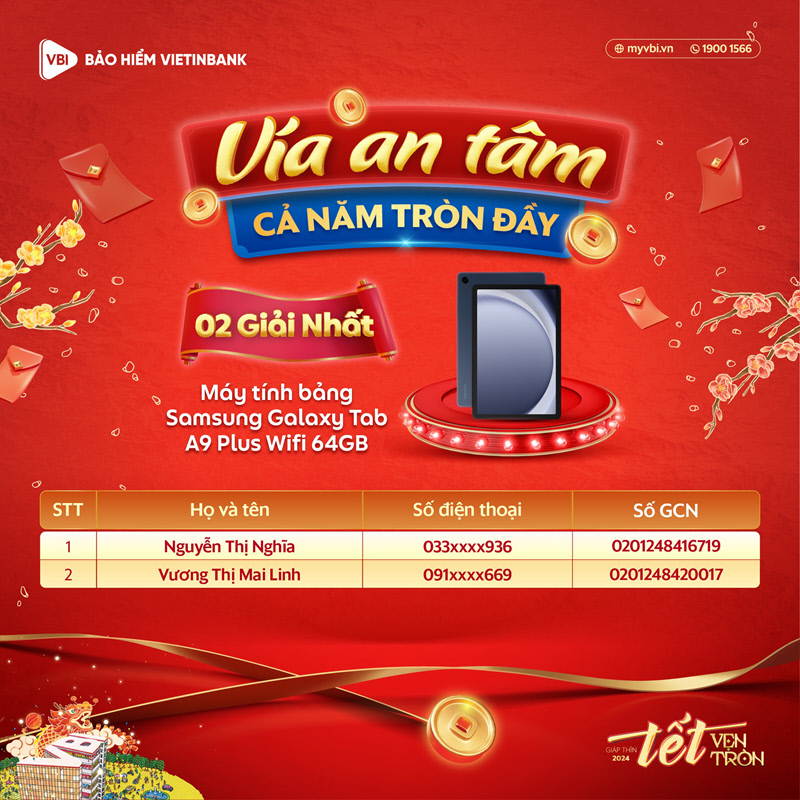 VBI BẢO HIỂM VIETINBANK
myvbi.vn 1900 1566
Vía an tâm
CẢ NĂM TRÒN ĐẦY
02 Giải Nhất
Máy tính bảng
Samsung Galaxy Tab
A9 Plus Wifi 64GB
STT Họ và tên Số điện thoại Số GCN
1 Nguyễn Thị Nghĩa 033xxxx936 0201248416719
2 Vương Thị Mai Linh 091xxxx669 0201248420017
VBI
GIÁP THÌN
2024
tết VẸN
TRÒN